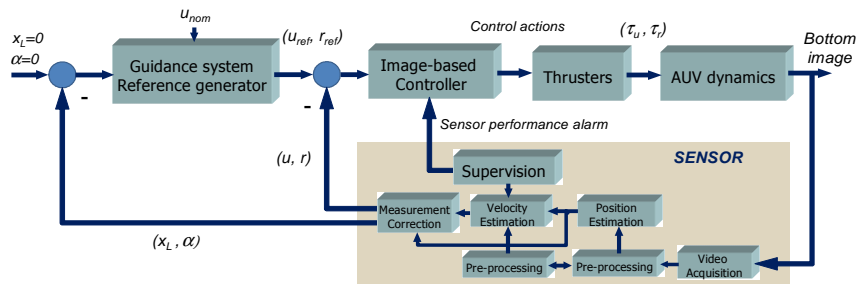 u_nom
x_L=0
α=0
(u_ref, r_ref)
Control actions
(τ_u , τ_r)
Bottom
image
Guidance system
Reference generator
Image-based
Controller
Thrusters
AUV dynamics
-
-
Sensor performance alarm
(u, r)
SENSOR
Supervision
Measurement
Correction
Velocity
Estimation
Position
Estimation
(x_L , α)
Pre-processing
Pre-processing
Video
Acquisition